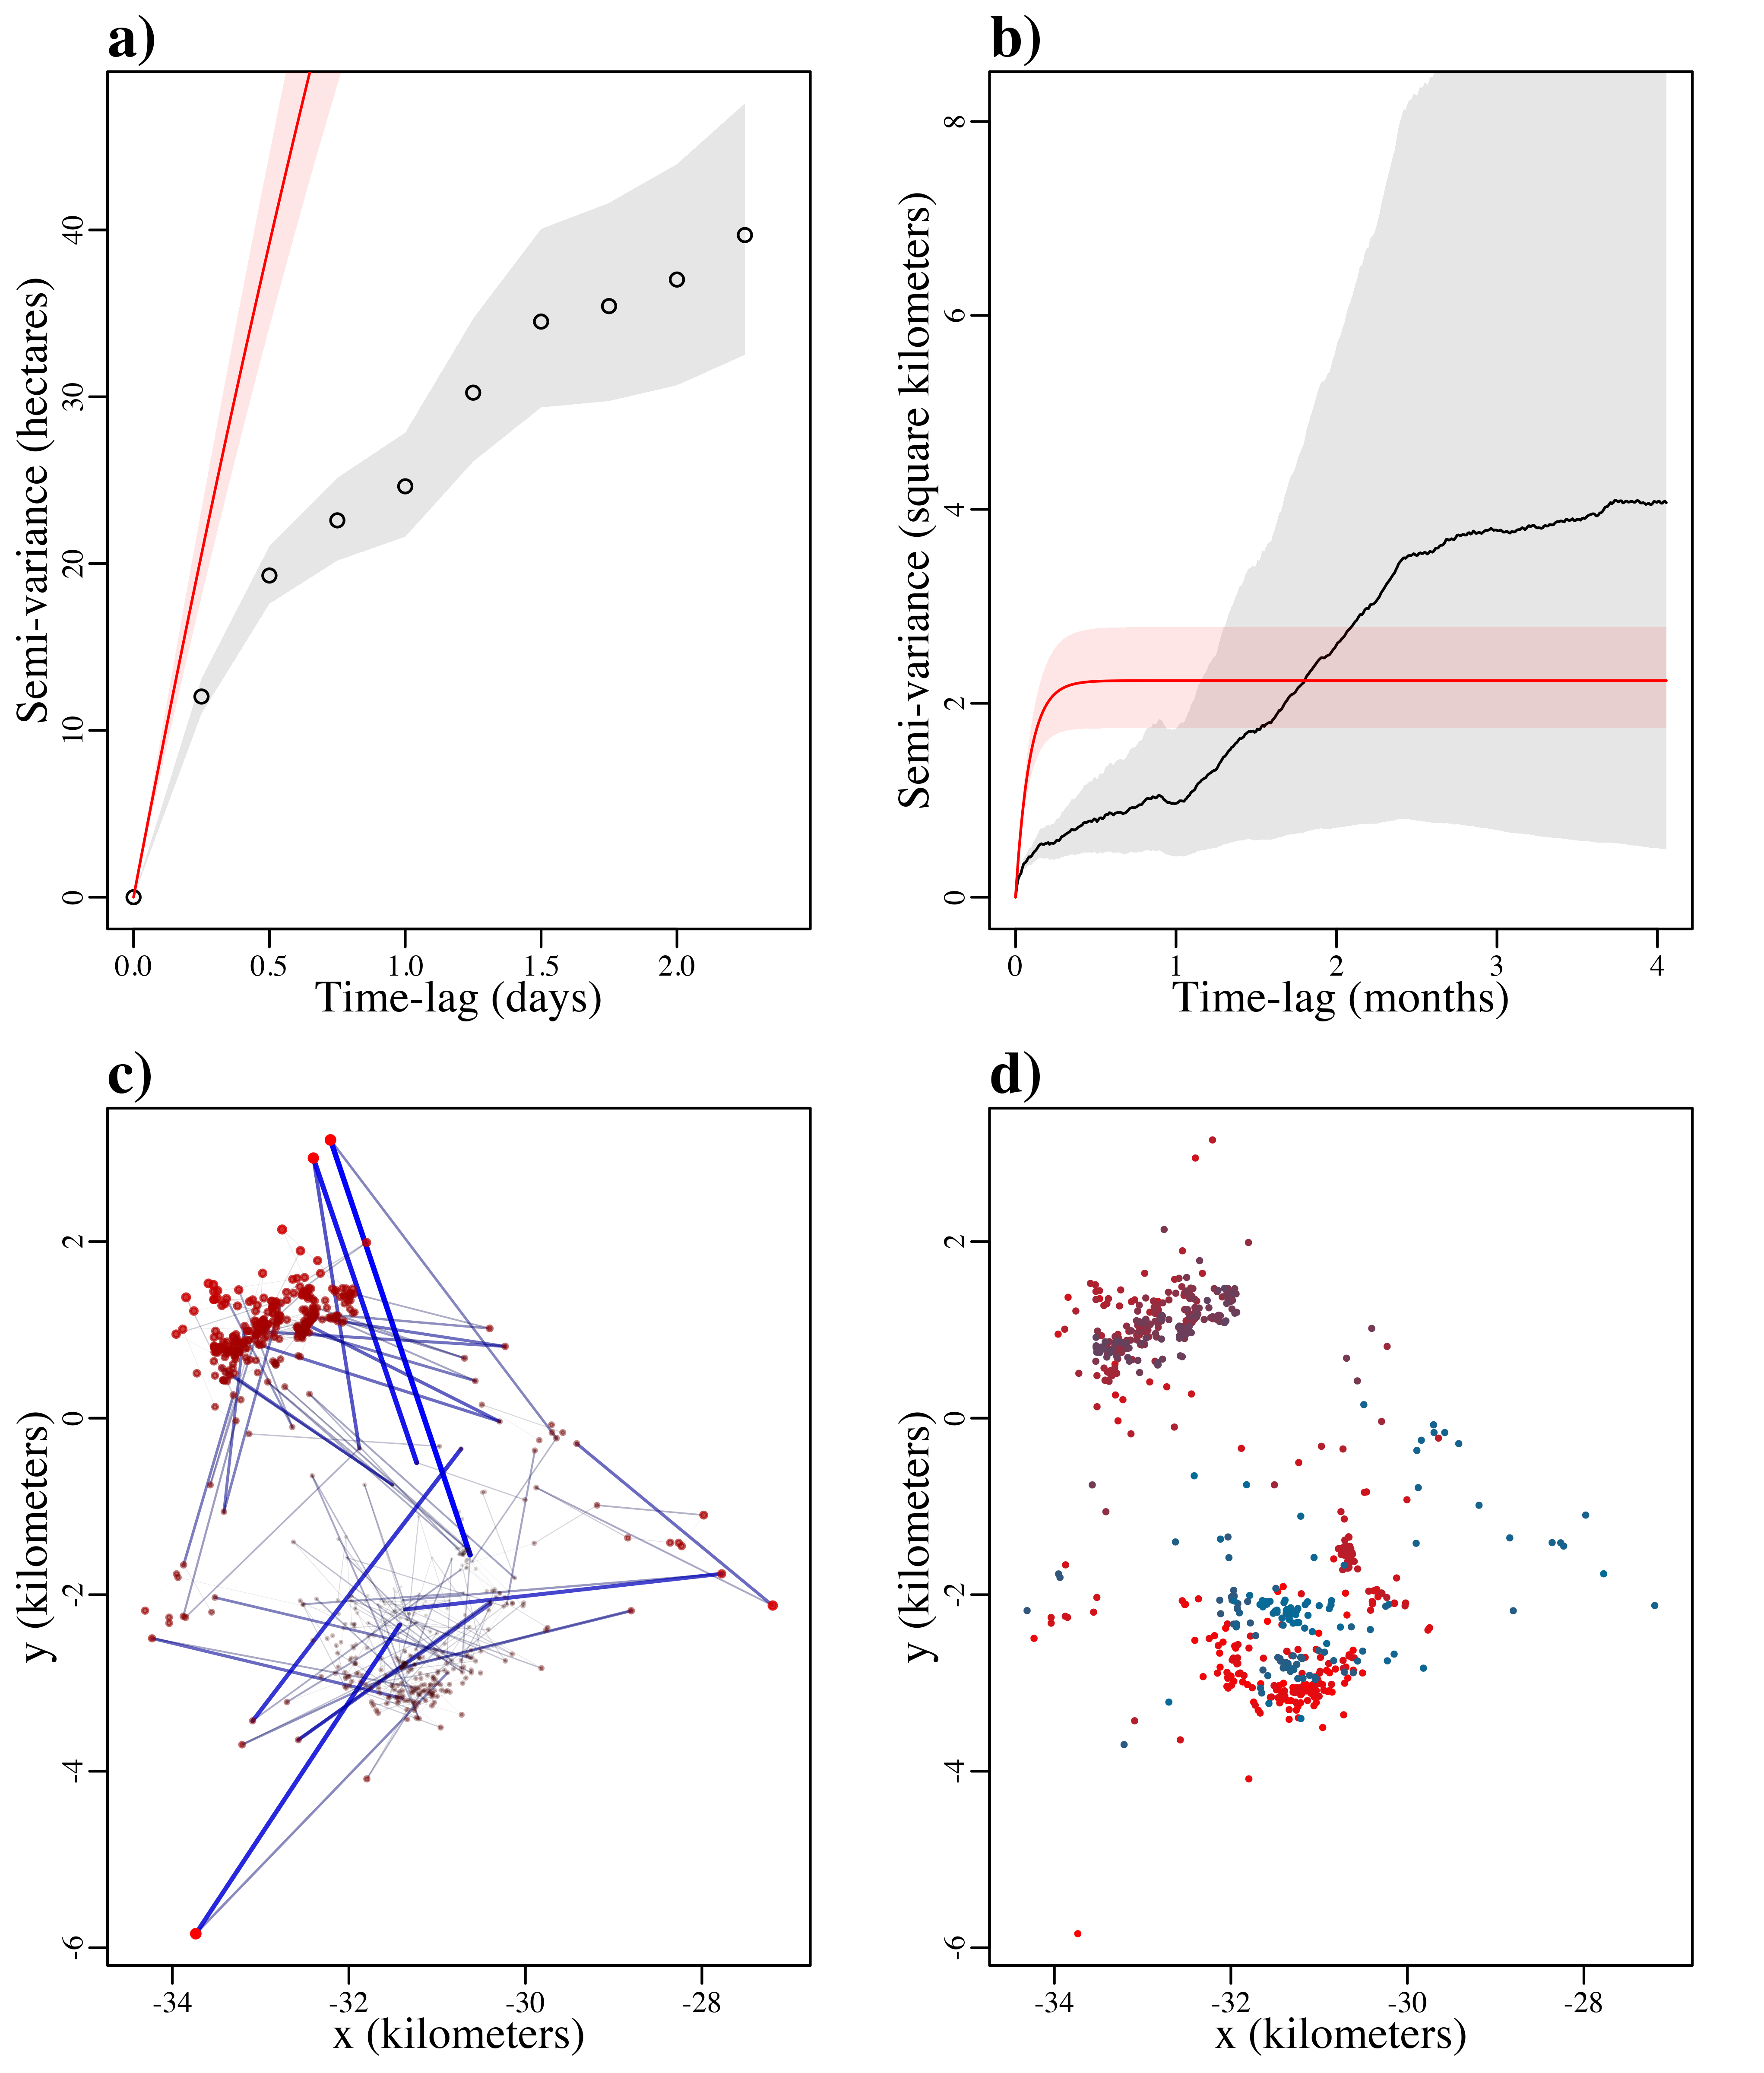 a)
Semi-variance (hectares)
40
30
20
10
0
0.0 0.5 1.0 1.5 2.0
Time-lag (days)
b)
Semi-variance (square kilometers)
8
6
4
2
0
0 1 2 3 4
Time-lag (months)
c)
y (kilometers)
2
0
-2
-4
-6
-34 -32 -30 -28
x (kilometers)
d)
y (kilometers)
2
0
-2
-4
-6
-34 -32 -30 -28
x (kilometers)